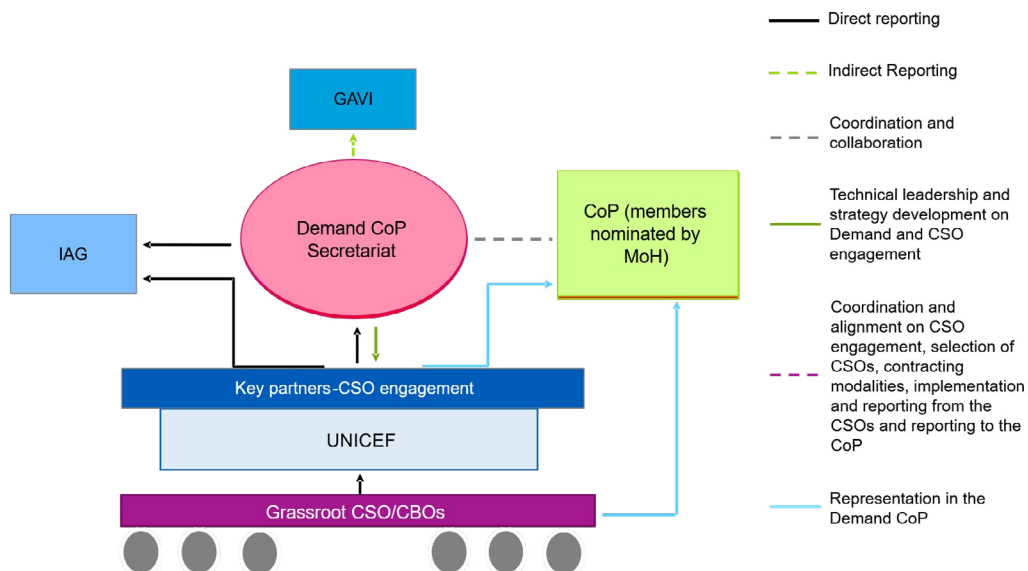 GAVI
Demand CoP
Secretariat
CoP (members
nominated by
MoH)
IAG
Key partners-CSO engagement
UNICEF
Grassroot CSO/CBOs
Direct reporting
Indirect Reporting
Coordination and
collaboration
Technical leadership and
strategy development on
Demand and CSO
engagement
Coordination and
alignment on CSO
engagement, selection of
CSOs, contracting
modalities, implementation
and reporting from the
CSOs and reporting to the
CoP
Representation in the
Demand CoP